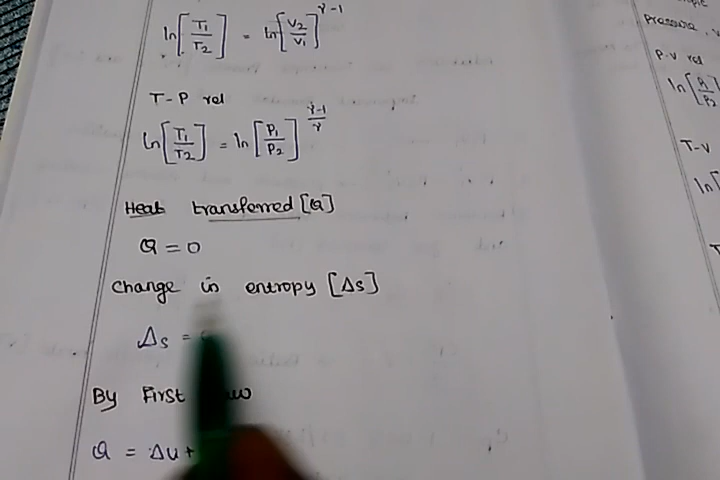 ln[T1/T2] = ln[V2/V1]^γ-1
T-P rel
ln[T1/T2] = ln[P1/P2]^γ-1/γ
Heat transferred [Q]
Q = 0
change in entropy [Δs]
Δs =
By First
Q = Δu +
Pressure
P-V rel
ln[P1/P2
T-V
ln[